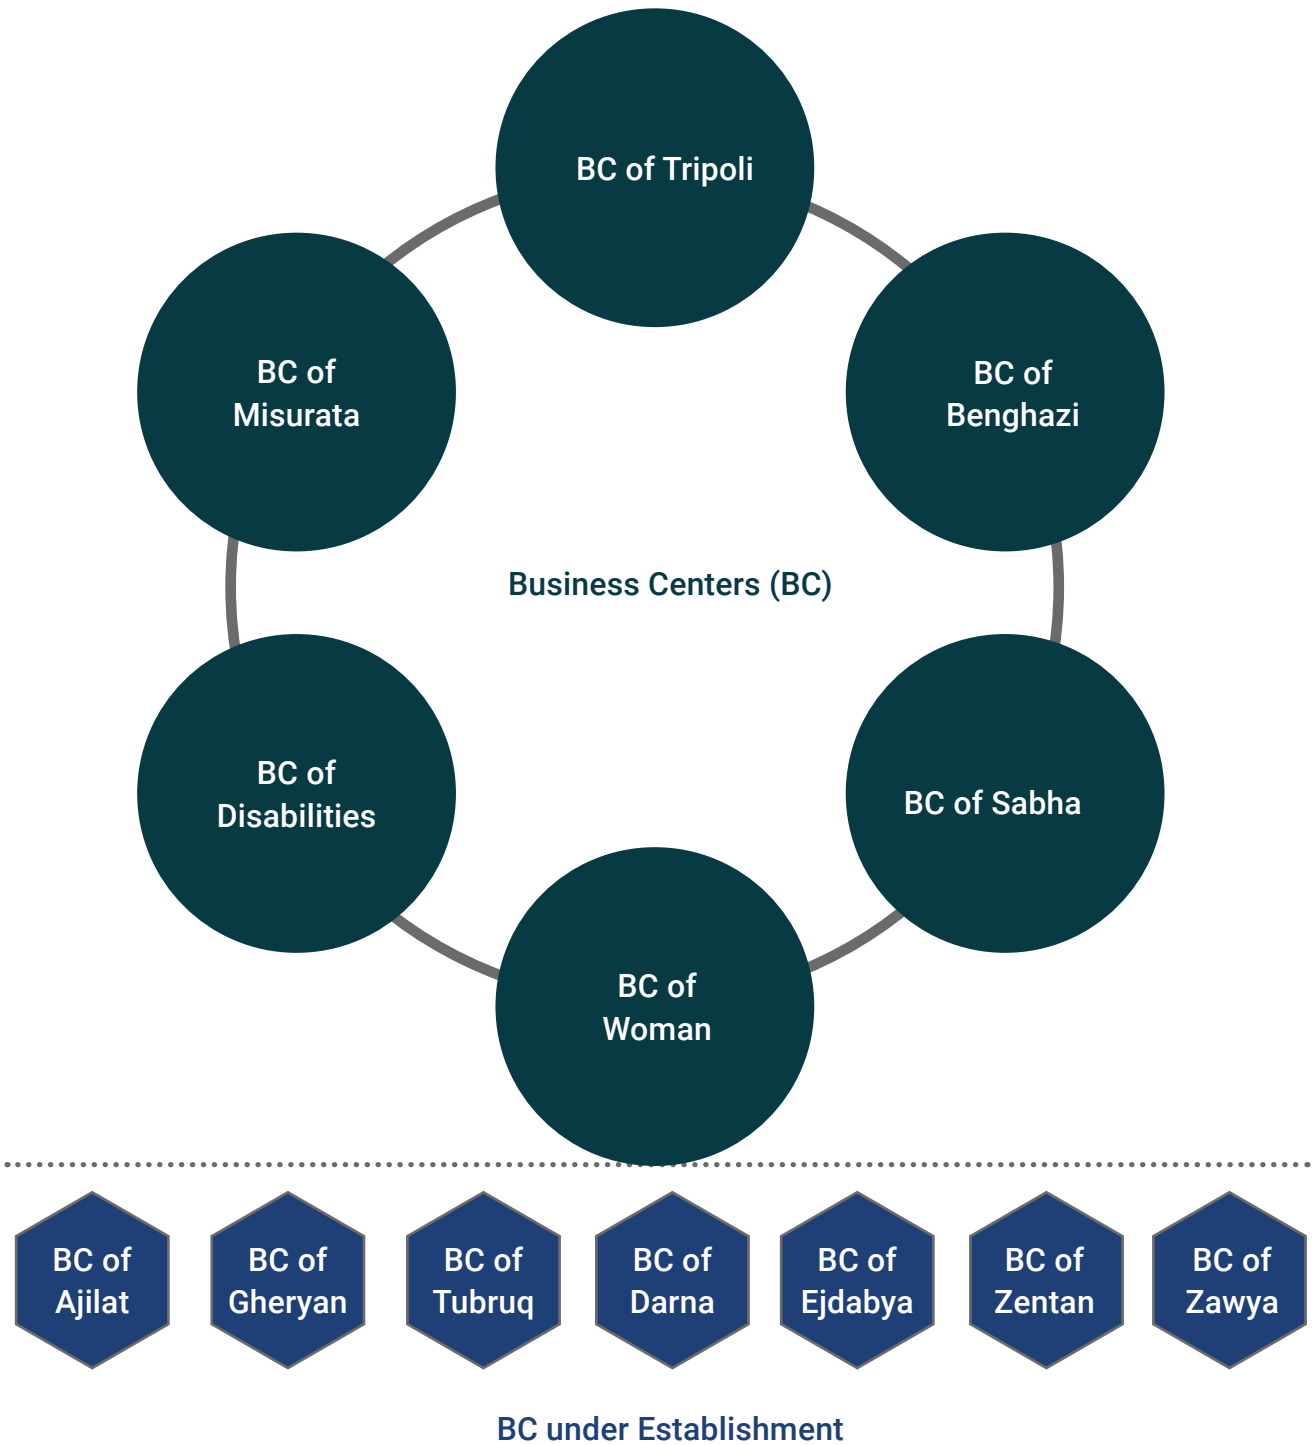 BC of Tripoli
BC of
Misurata
BC of
Benghazi
Business Centers (BC)
BC of
Disabilities
BC of Sabha
BC of
Woman
BC of
Ajilat
BC of
Gheryan
BC of
Tubruq
BC of
Darna
BC of
Ejdabya
BC of
Zentan
BC of
Zawya
BC under Establishment